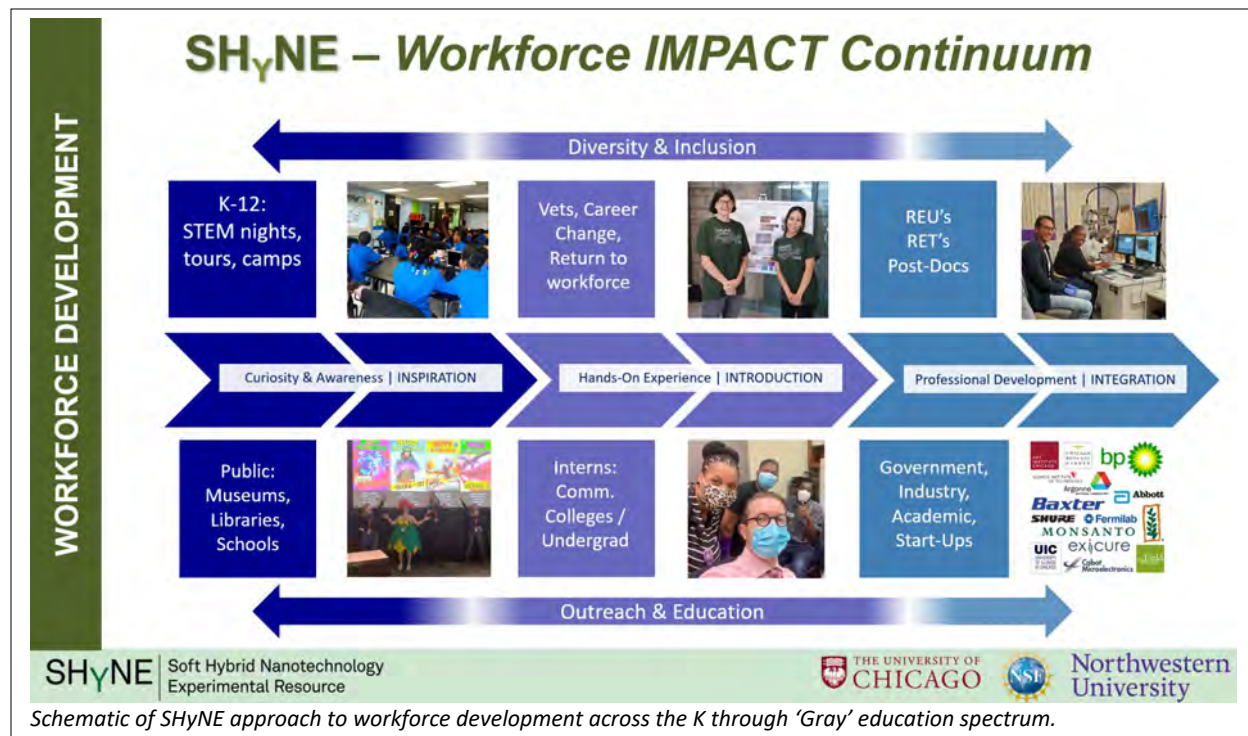 SHyNE – Workforce IMPACT Continuum
WORKFORCE DEVELOPMENT
Diversity & Inclusion
K-12:
STEM nights,
tours, camps
Vets, Career
Change,
Return to
workforce
REU's
RET's
Post-Docs
Curiosity & Awareness | INSPIRATION
Hands-On Experience | INTRODUCTION
Professional Development | INTEGRATION
Public:
Museums,
Libraries,
Schools
Interns:
Comm.
Colleges /
Undergrad
Government,
Industry,
Academic,
Start-Ups
bp
Argonne
Abbott
Baxter
SHURE
Fermilab
MONSANTO
UIC
exicure
Cabot
Microelectronics
Outreach & Education
SHyNE
Soft Hybrid Nanotechnology
Experimental Resource
THE UNIVERSITY OF
CHICAGO
NSF
Northwestern
University
Schematic of SHyNE approach to workforce development across the K through ‘Gray’ education spectrum.